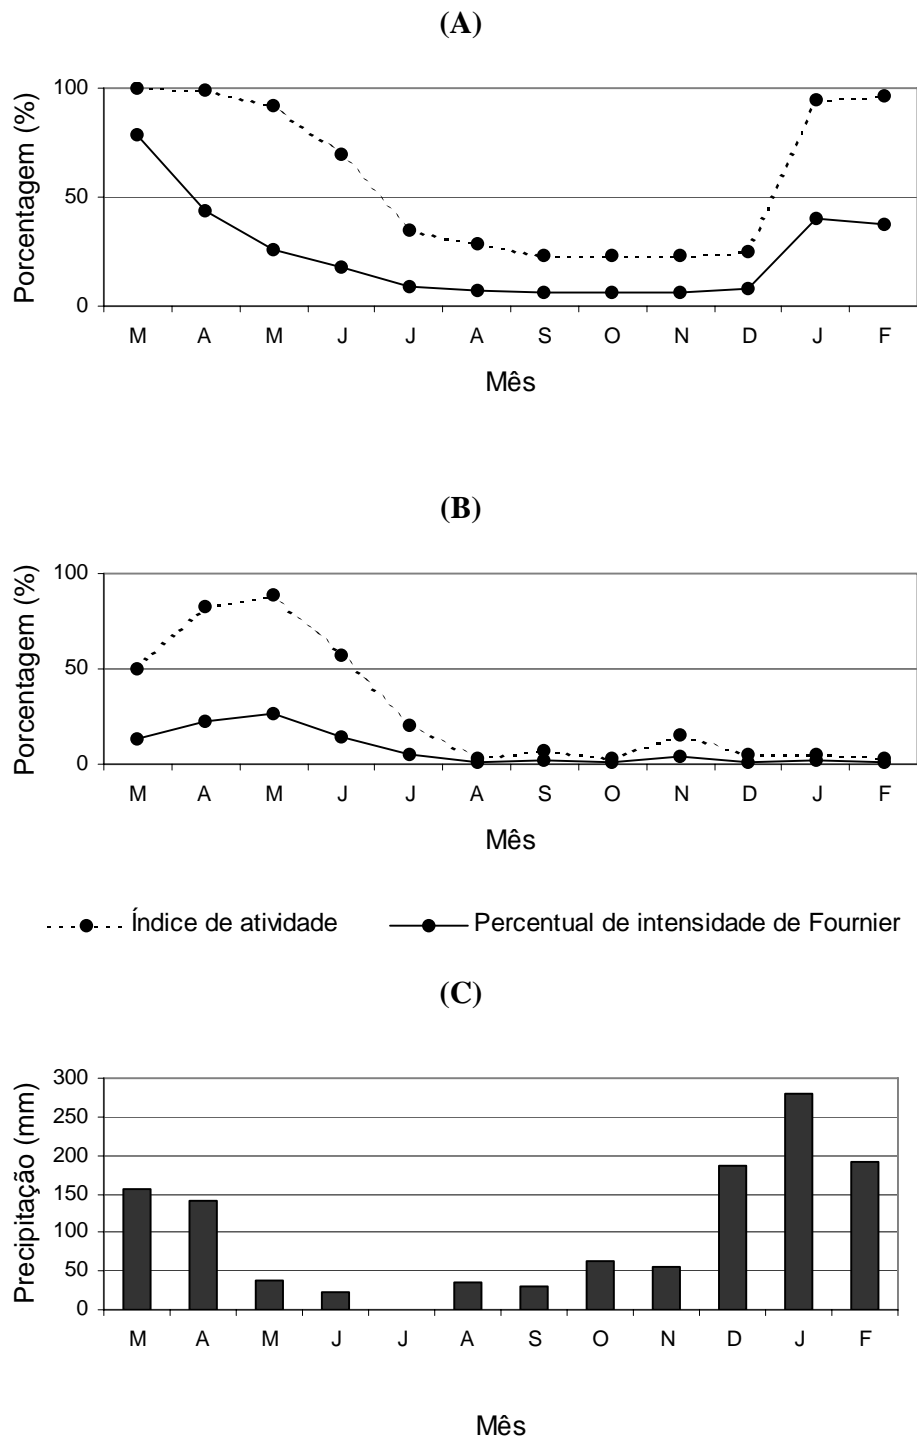 (A)
Porcentagem (%)
100
50
0
M A M J J A S O N D J F
Mês
(B)
Porcentagem (%)
100
50
0
M A M J J A S O N D J F
Mês
Índice de atividade Percentual de intensidade de Fournier
(C)
Precipitação (mm)
300
250
200
150
100
50
0
M A M J J A S O N D J F
Mês